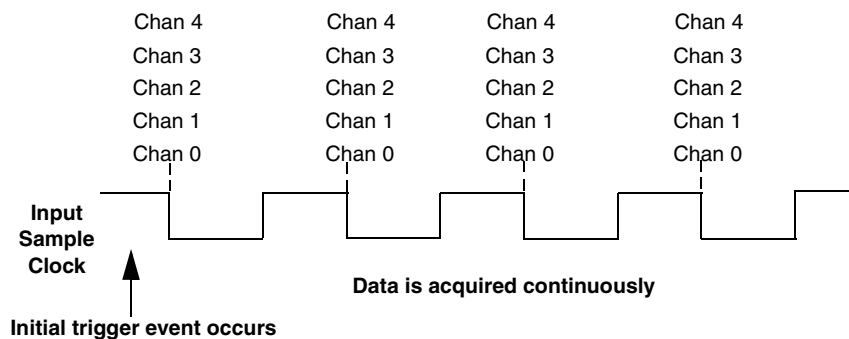 Chan 4 Chan 4 Chan 4 Chan 4
Chan 3 Chan 3 Chan 3 Chan 3
Chan 2 Chan 2 Chan 2 Chan 2
Chan 1 Chan 1 Chan 1 Chan 1
Chan 0 Chan 0 Chan 0 Chan 0
Input
Sample
Clock
Data is acquired continuously
Initial trigger event occurs